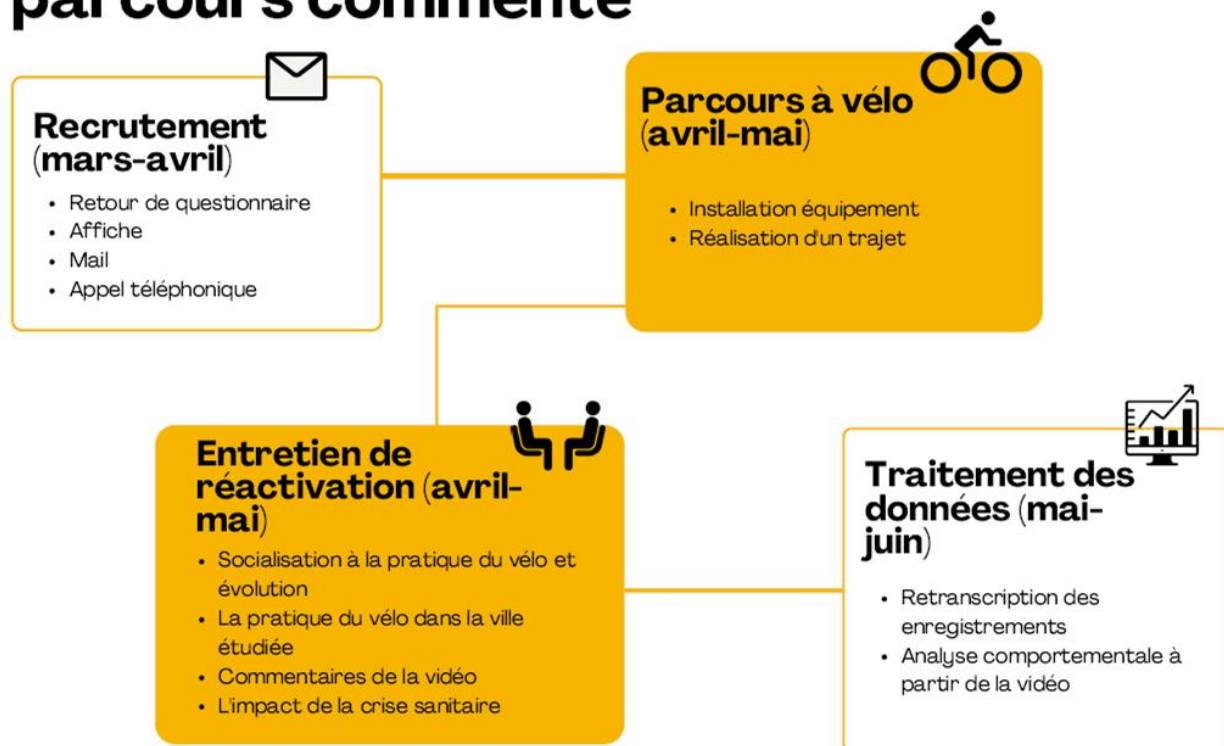 parcours commenté
Recrutement
(mars-avril)
• Retour de questionnaire
• Affiche
• Mail
• Appel téléphonique
Parcours à vélo
(avril-mai)
• Installation équipement
• Réalisation d'un trajet
Entretien de
réactivation (avril-
mai)
• Socialisation à la pratique du vélo et
évolution
• La pratique du vélo dans la ville
étudiée
• Commentaires de la vidéo
• L'impact de la crise sanitaire
Traitement des
données (mai-
juin)
• Retranscription des
enregistrements
• Analyse comportementale à
partir de la vidéo